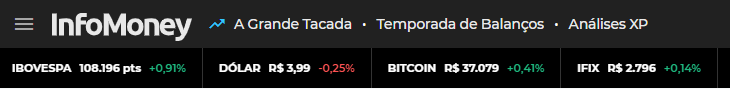 InfoMoney A Grande Tacada • Temporada de Balanços • Análises XP
IBOVESPA 108.196 pts +0,91% DÓLAR R$ 3,99 -0,25% BITCOIN R$ 37.079 +0,41% IFIX R$ 2.796 +0,14%